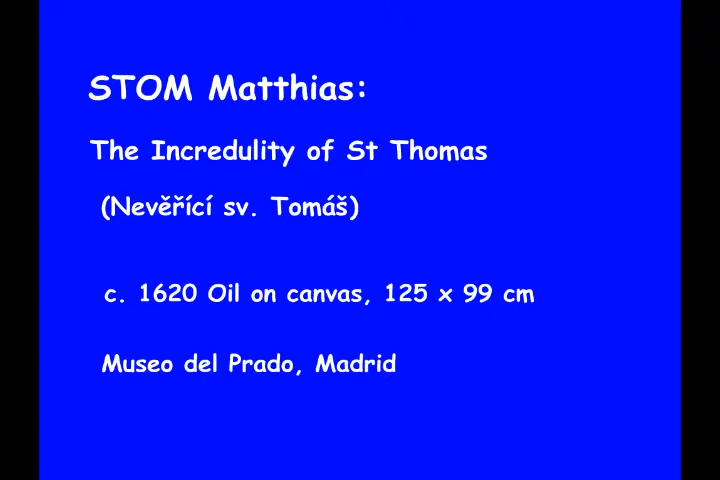 STOM Matthias:
The Incredulity of St Thomas
(Nevěřící sv. Tomáš)
c. 1620 Oil on canvas, 125 x 99 cm
Museo del Prado, Madrid